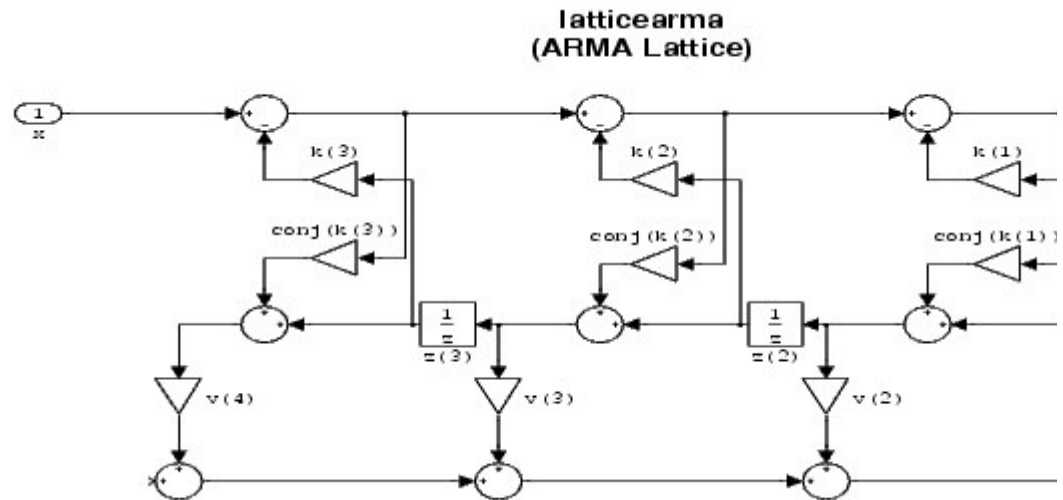 latticearma
(ARMA Lattice)
1
x
k(3)
k(2)
k(1)
conj(k(3))
conj(k(2))
conj(k(1))
1
z
z(3)
1
z
z(2)
v(4)
v(3)
v(2)